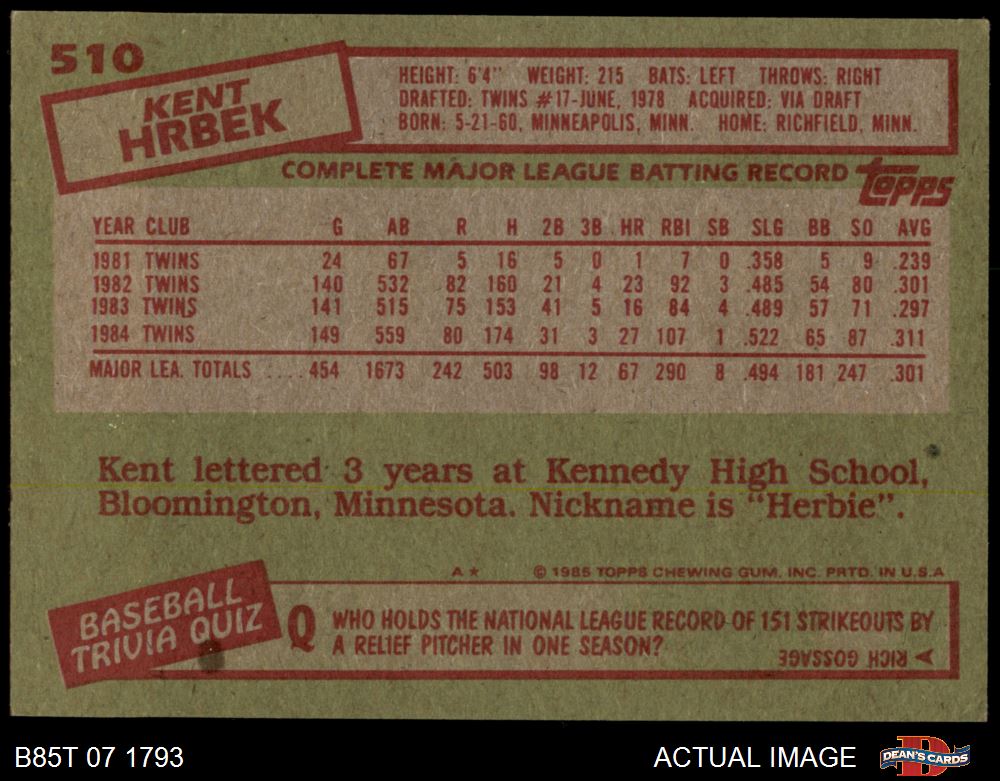 510
KENT
HRBEK
HEIGHT: 6'4" WEIGHT: 215 BATS: LEFT THROWS: RIGHT
DRAFTED: TWINS #17-JUNE, 1978 ACQUIRED: VIA DRAFT
BORN: 5-21-60, MINNEAPOLIS, MINN. HOME: RICHFIELD, MINN.
COMPLETE MAJOR LEAGUE BATTING RECORD TOPPS
YEAR CLUB G AB R H 2B 3B HR RBI SB SLG BB SO AVG
1981 TWINS 24 67 5 16 5 0 1 7 0 .358 5 9 .239
1982 TWINS 140 532 82 160 21 4 23 92 3 .485 54 80 .301
1983 TWINS 141 515 75 153 41 5 16 84 4 .489 57 71 .297
1984 TWINS 149 559 80 174 31 3 27 107 1 .522 65 87 .311
MAJOR LEA. TOTALS .... 454 1673 242 503 98 12 67 290 8 .494 181 247 .301
Kent lettered 3 years at Kennedy High School,
Bloomington, Minnesota. Nickname is "Herbie".
A★ © 1985 TOPPS CHEWING GUM, INC. PRTD. IN U.S.A
BASEBALL
TRIVIA QUIZ
Q WHO HOLDS THE NATIONAL LEAGUE RECORD OF 151 STRIKEOUTS BY
A RELIEF PITCHER IN ONE SEASON?
A RICH GOSSAGE
B85T 07 1793
ACTUAL IMAGE
DEAN'S CARDS